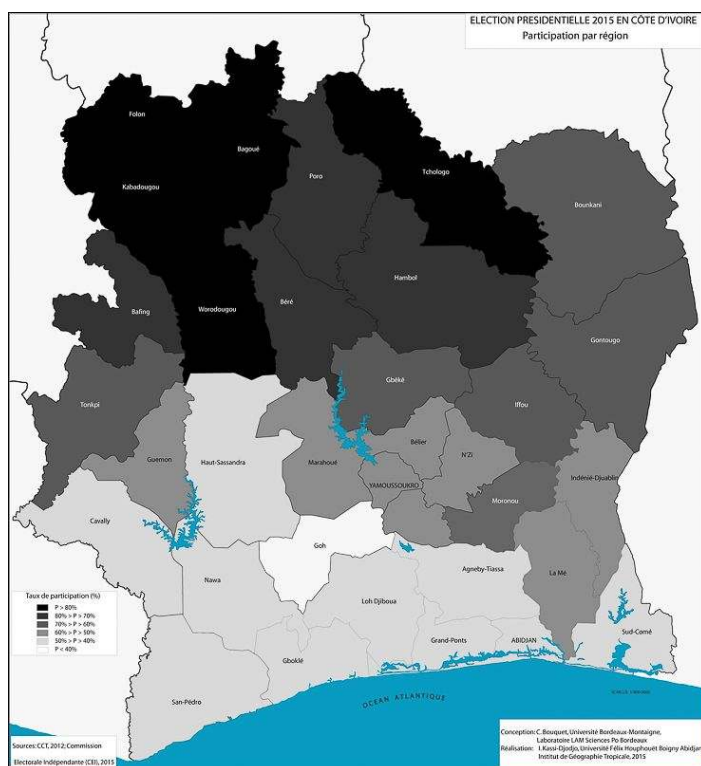 ELECTION PRESIDENTIELLE 2015 EN CÔTE D'IVOIRE
Participation par région
Folon
Bagoué
Kabadougou
Poro
Tchologo
Bounkani
Hambol
Bafing
Worodougou
Béré
Gontougo
Gbêkê
Tonkpi
Iffou
Guemon
Haut-Sassandra
Marahoué
Bélier
N'Zi
Indénié-Djuablin
YAMOUSSOUKRO
Moronou
Cavally
Goh
Agneby-Tiassa
La Mé
Nawa
Loh Djiboua
Grand-Ponts
ABIDJAN
Sud-Comé
Gboklé
San-Pédro
OCEAN ATLANTIQUE
Taux de participation (%)
P > 80%
80% > P > 70%
70% > P > 60%
60% > P > 50%
50% > P > 40%
P < 40%
Sources: CCT, 2012; Commission
Electorale Indépendante (CEI), 2015
Conception: C. Bouquet, Université Bordeaux-Montaigne,
Laboratoire LAM Sciences Po Bordeaux
Réalisation: I. Kassi-Djodjo, Université Félix Houphouët Boigny Abidjan
Institut de Géographie Tropicale, 2015